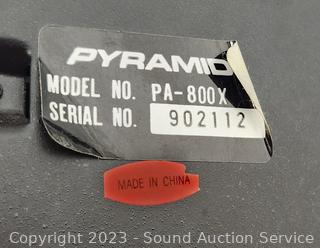 PYRAMID
MODEL NO. PA-800X
SERIAL NO. 902112
MADE IN CHINA
Copyright © 2023 - Sound Auction Service